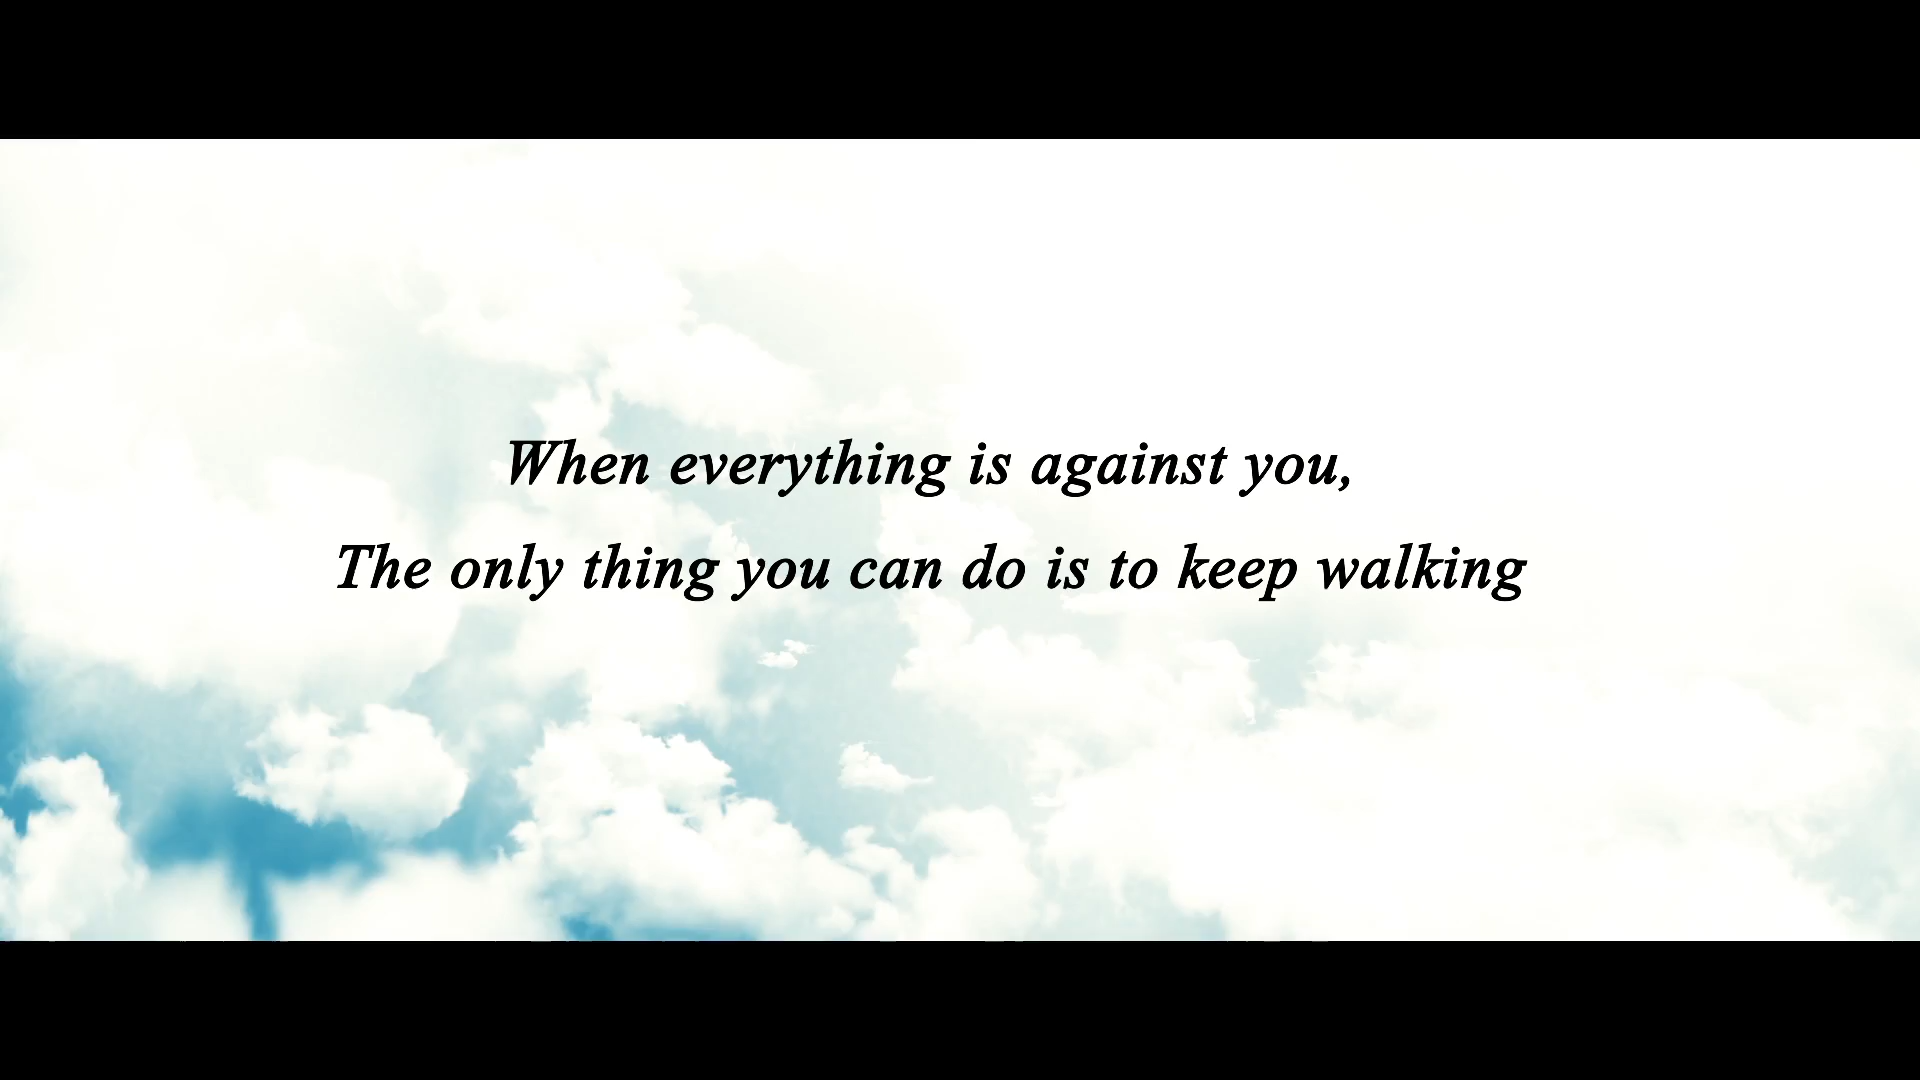 When everything is against you,
The only thing you can do is to keep walking